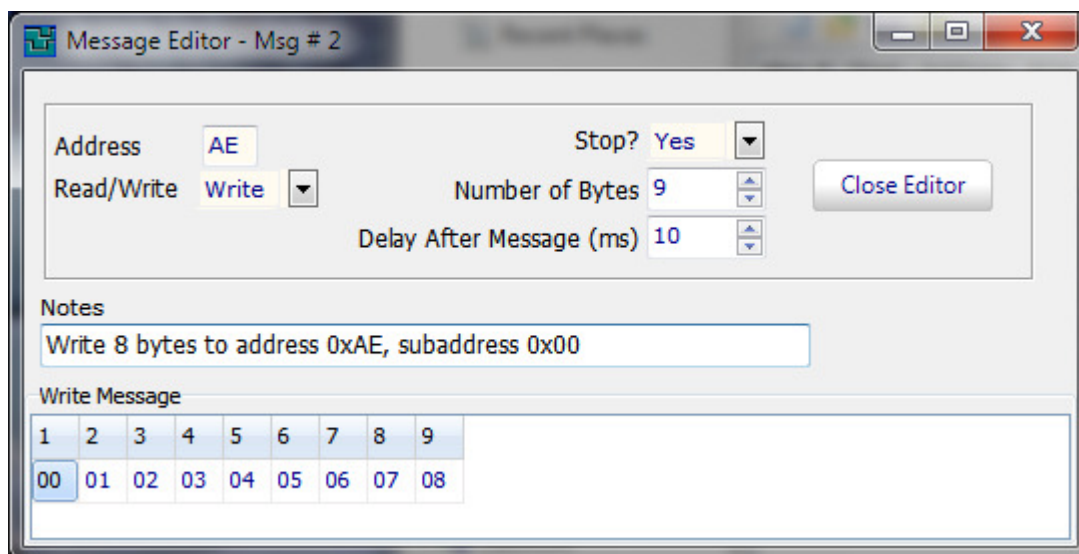 Message Editor - Msg # 2
Recent Places
Address AE
Stop? Yes
Read/Write Write
Number of Bytes 9
Close Editor
Delay After Message (ms) 10
Notes
Write 8 bytes to address 0xAE, subaddress 0x00
Write Message
1 2 3 4 5 6 7 8 9
00 01 02 03 04 05 06 07 08